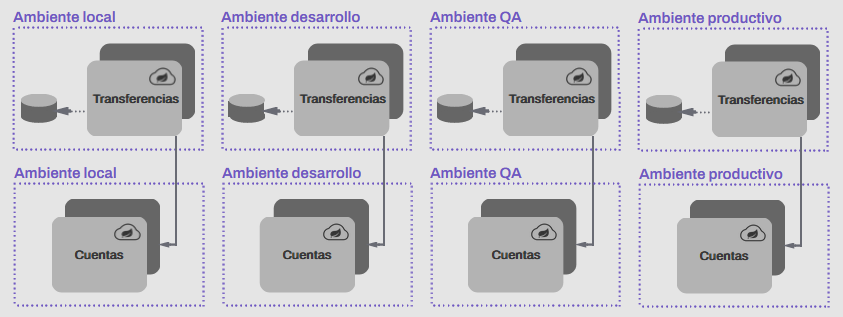 Ambiente local
Ambiente desarrollo
Ambiente QA
Ambiente productivo
Transferencias
Transferencias
Transferencias
Transferencias
Ambiente local
Ambiente desarrollo
Ambiente QA
Ambiente productivo
Cuentas
Cuentas
Cuentas
Cuentas